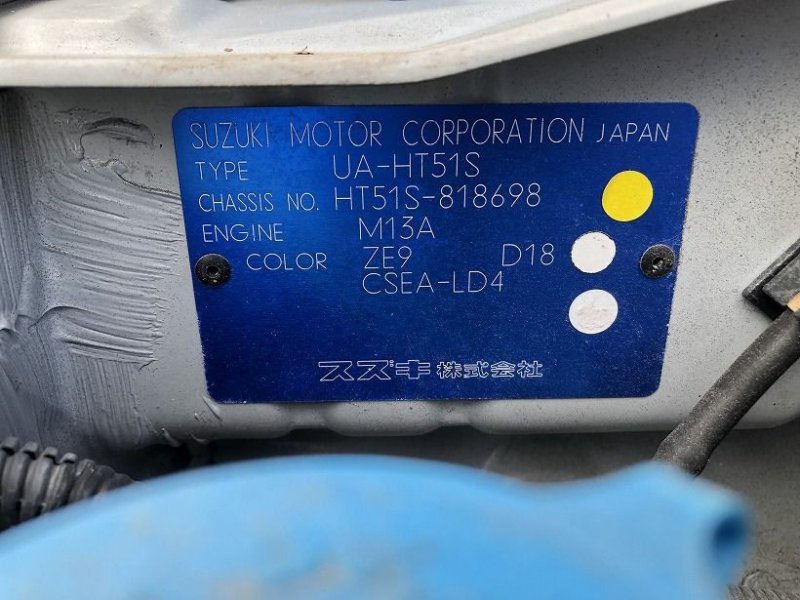 SUZUKI MOTOR CORPORATION JAPAN
TYPE UA-HT51S
CHASSIS NO. HT51S-818698
ENGINE M13A
COLOR ZE9 D18
CSEA-LD4
スズキ株式会社